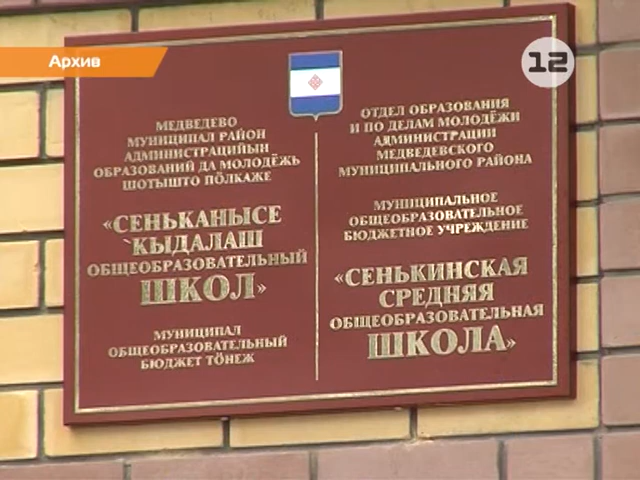 Архив
12
МЕДВЕДЕВО
МУНИЦИПАЛ РАЙОН
АДМИНИСТРАЦИЙЫН
ОБРАЗОВАНИЙ ДА МОЛОДЁЖЬ
ШОТЫШТО ПӦЛКАЖЕ
«СЕНЬКАНЫСЕ
`КЫДАЛАШ
ОБЩЕОБРАЗОВАТЕЛЬНЫЙ
ШКОЛ»
МУНИЦИПАЛ
ОБЩЕОБРАЗОВАТЕЛЬНЫЙ
БЮДЖЕТ ТӦНЕЖ
ОТДЕЛ ОБРАЗОВАНИЯ
И ПО ДЕЛАМ МОЛОДЁЖИ
АДМИНИСТРАЦИИ
МЕДВЕДЕВСКОГО
МУНИЦИПАЛЬНОГО РАЙОНА
МУНИЦИПАЛЬНОЕ
ОБЩЕОБРАЗОВАТЕЛЬНОЕ
БЮДЖЕТНОЕ УЧРЕЖДЕНИЕ
«СЕНЬКИНСКАЯ
СРЕДНЯЯ
ОБЩЕОБРАЗОВАТЕЛЬНАЯ
ШКОЛА»